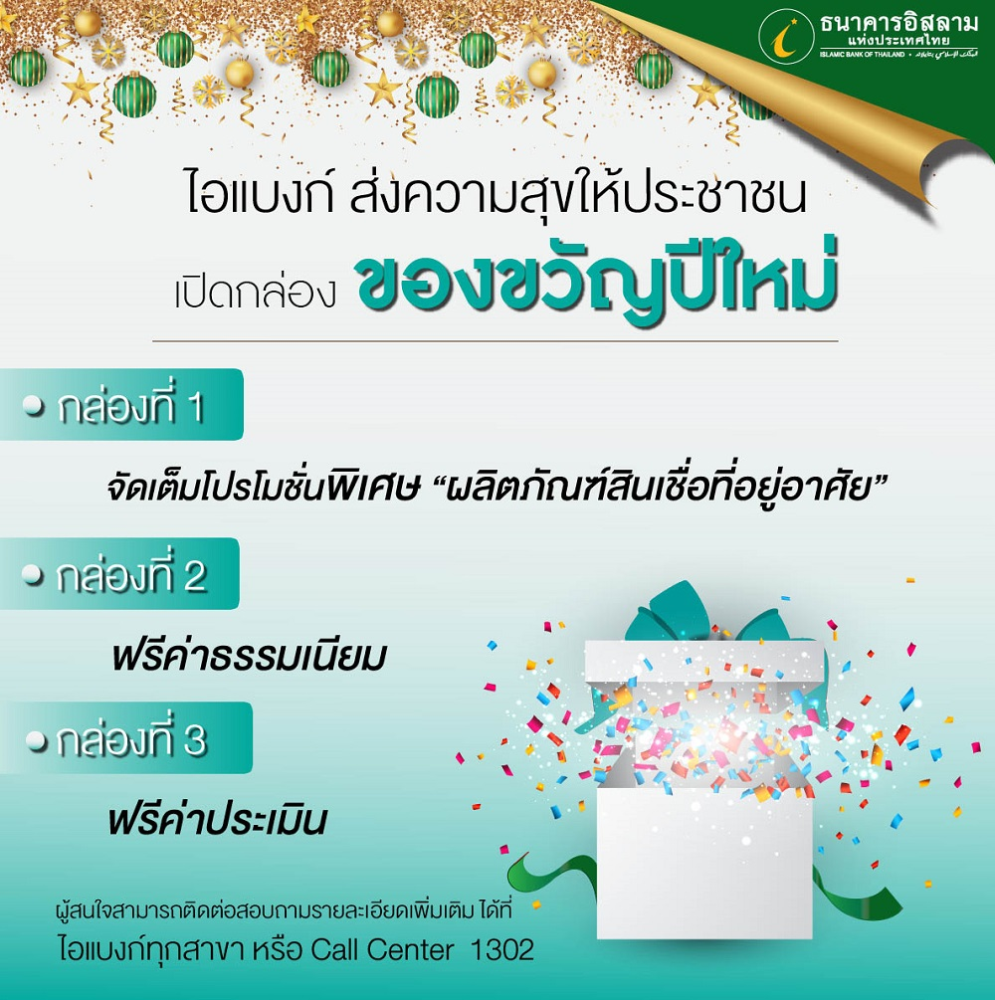 ธนาคารอิสลาม
แห่งประเทศไทย
ISLAMIC BANK OF THAILAND
ไอแบงก์ ส่งความสุขให้ประชาชน
เปิดกล่อง ของขวัญปีใหม่
• กล่องที่ 1
จัดเต็มโปรโมชั่นพิเศษ “ผลิตภัณฑ์สินเชื่อที่อยู่อาศัย”
• กล่องที่ 2
ฟรีค่าธรรมเนียม
• กล่องที่ 3
ฟรีค่าประเมิน
ผู้สนใจสามารถติดต่อสอบถามรายละเอียดเพิ่มเติม ได้ที่
ไอแบงก์ทุกสาขา หรือ Call Center 1302